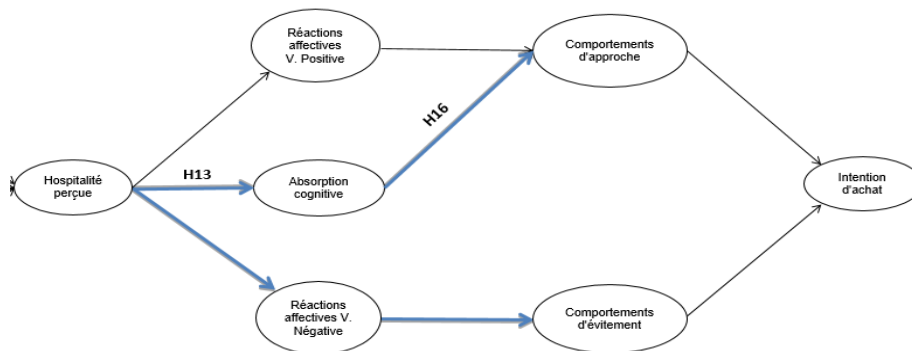 Réactions
affectives
V. Positive
Comportements
d'approche
H16
H13
Hospitalité
perçue
Absorption
cognitive
Intention
d'achat
Réactions
affectives V.
Négative
Comportements
d'évitement